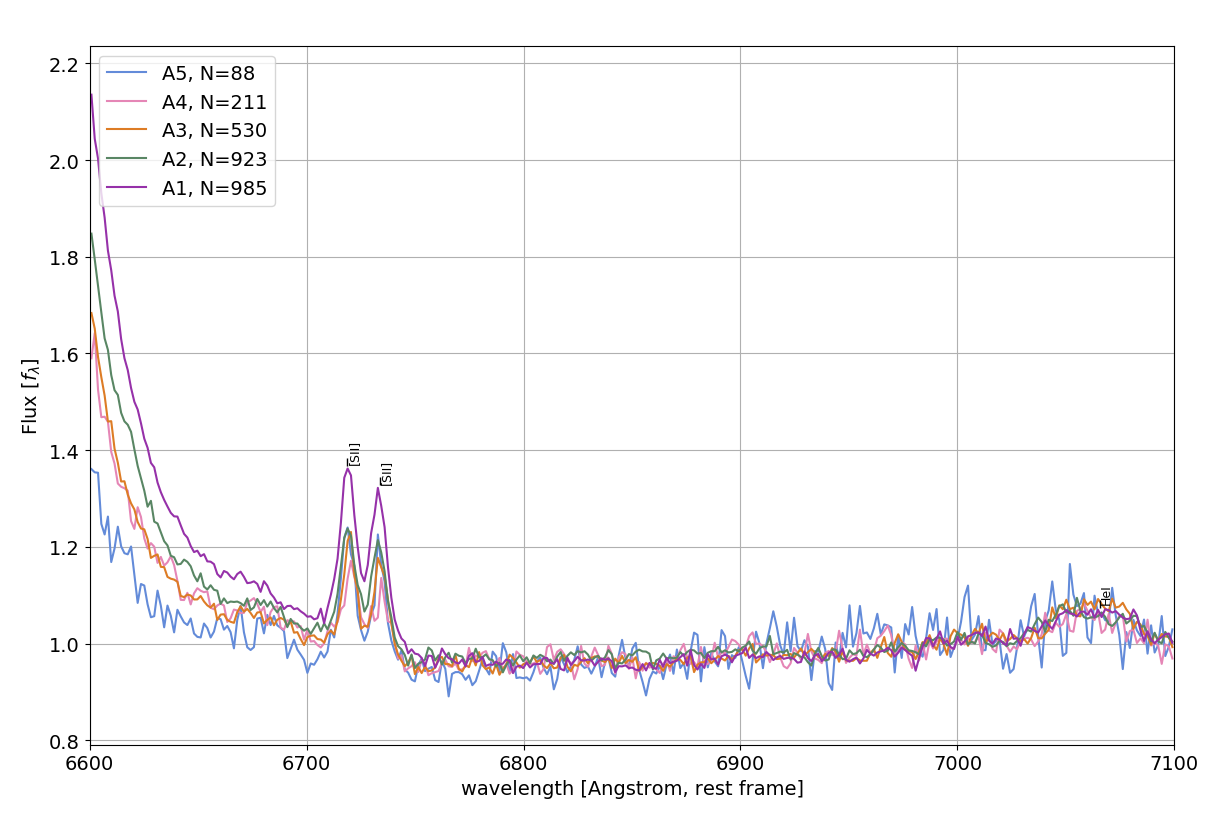 2.2
2.0
1.8
1.6
1.4
1.2
1.0
0.8
Flux [fλ]
A5, N=88
A4, N=211
A3, N=530
A2, N=923
A1, N=985
[SII]
[SII]
HeI
6600 6700 6800 6900 7000 7100
wavelength [Angstrom, rest frame]